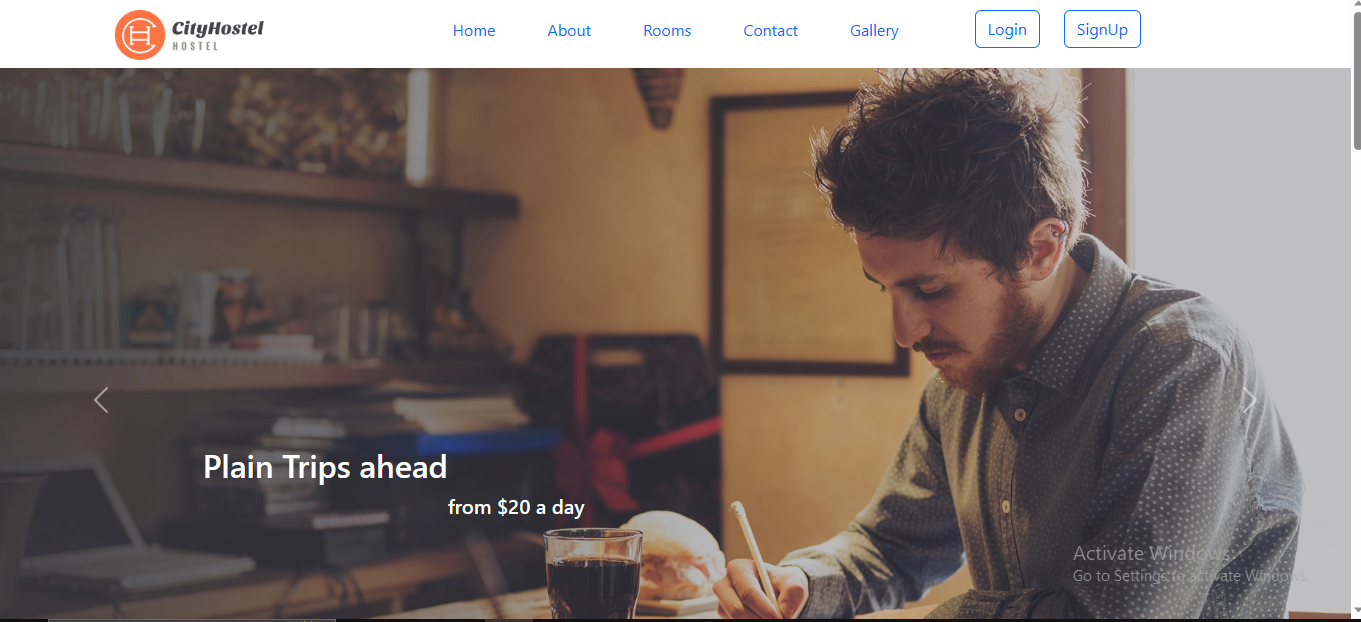 CityHostel
HOSTEL
Home
About
Rooms
Contact
Gallery
Login
SignUp
Plain Trips ahead
from $20 a day
Activate Windows
Go to Settings to activate Windows.